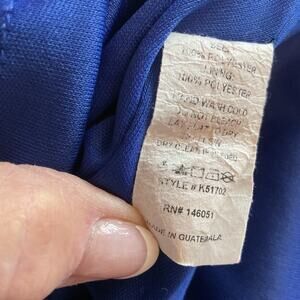 100% POLYESTER
LINING:
100% POLYESTER
HAND WASH COLD
DO NOT BLEACH
LAY FLAT TO DRY
DRY CLEAN IF
STYLE # K51702
RN# 146051
MADE IN GUATEMALA